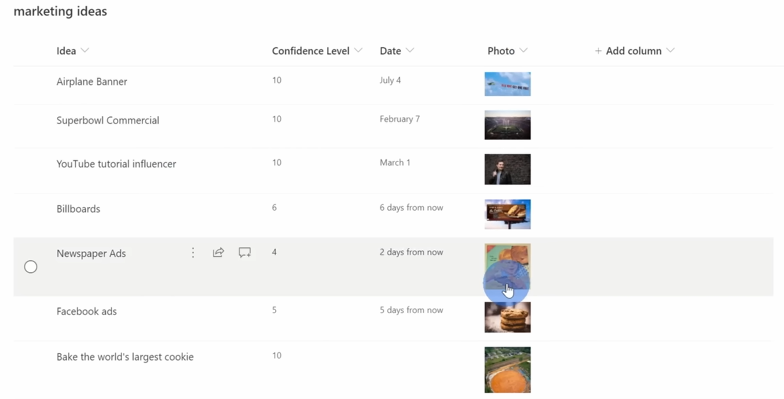 marketing ideas
Idea Confidence Level Date Photo + Add column
Airplane Banner 10 July 4
Superbowl Commercial 10 February 7
YouTube tutorial influencer 10 March 1
Billboards 6 6 days from now
Newspaper Ads 4 2 days from now
Facebook ads 5 5 days from now
Bake the world's largest cookie 10